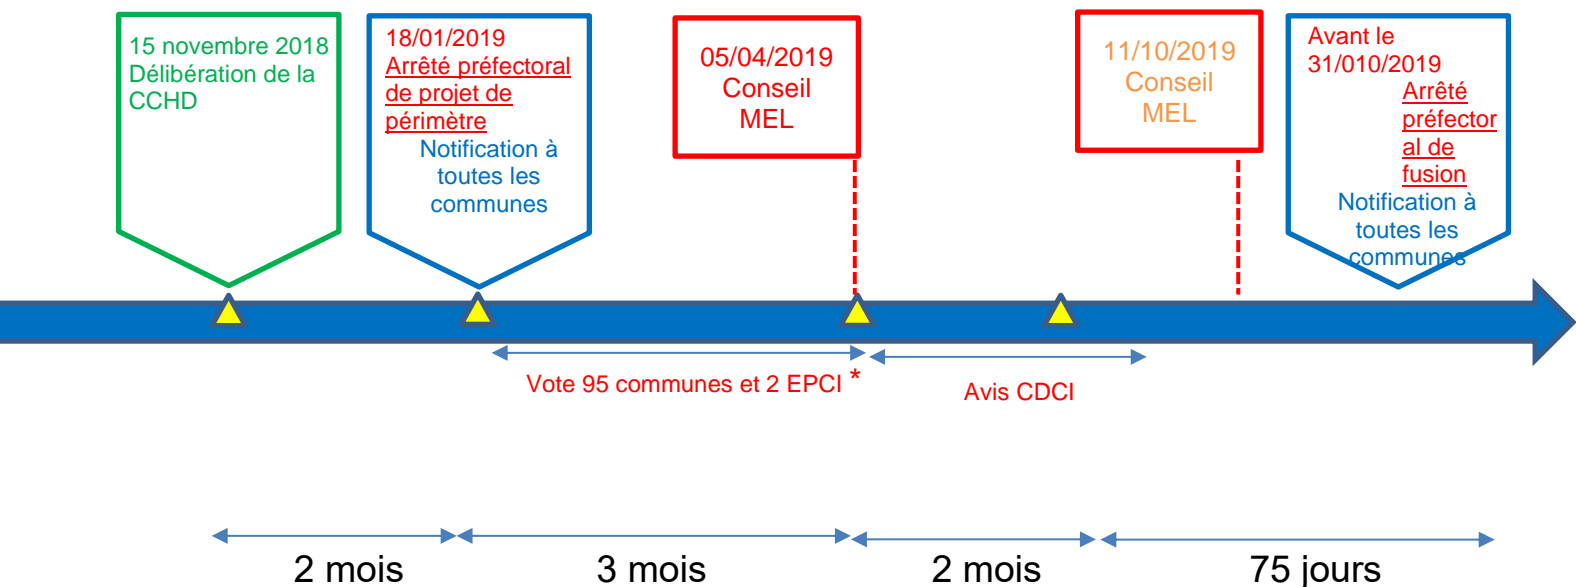 15 novembre 2018
Délibération de la
CCHD
18/01/2019
Arrêté préfectoral
de projet de
périmètre
Notification à
toutes les
communes
05/04/2019
Conseil
MEL
11/10/2019
Conseil
MEL
Avant le
31/010/2019
Arrêté
préfector
al de
fusion
Notification à
toutes les
communes
Vote 95 communes et 2 EPCI *
Avis CDCI
2 mois
3 mois
2 mois
75 jours